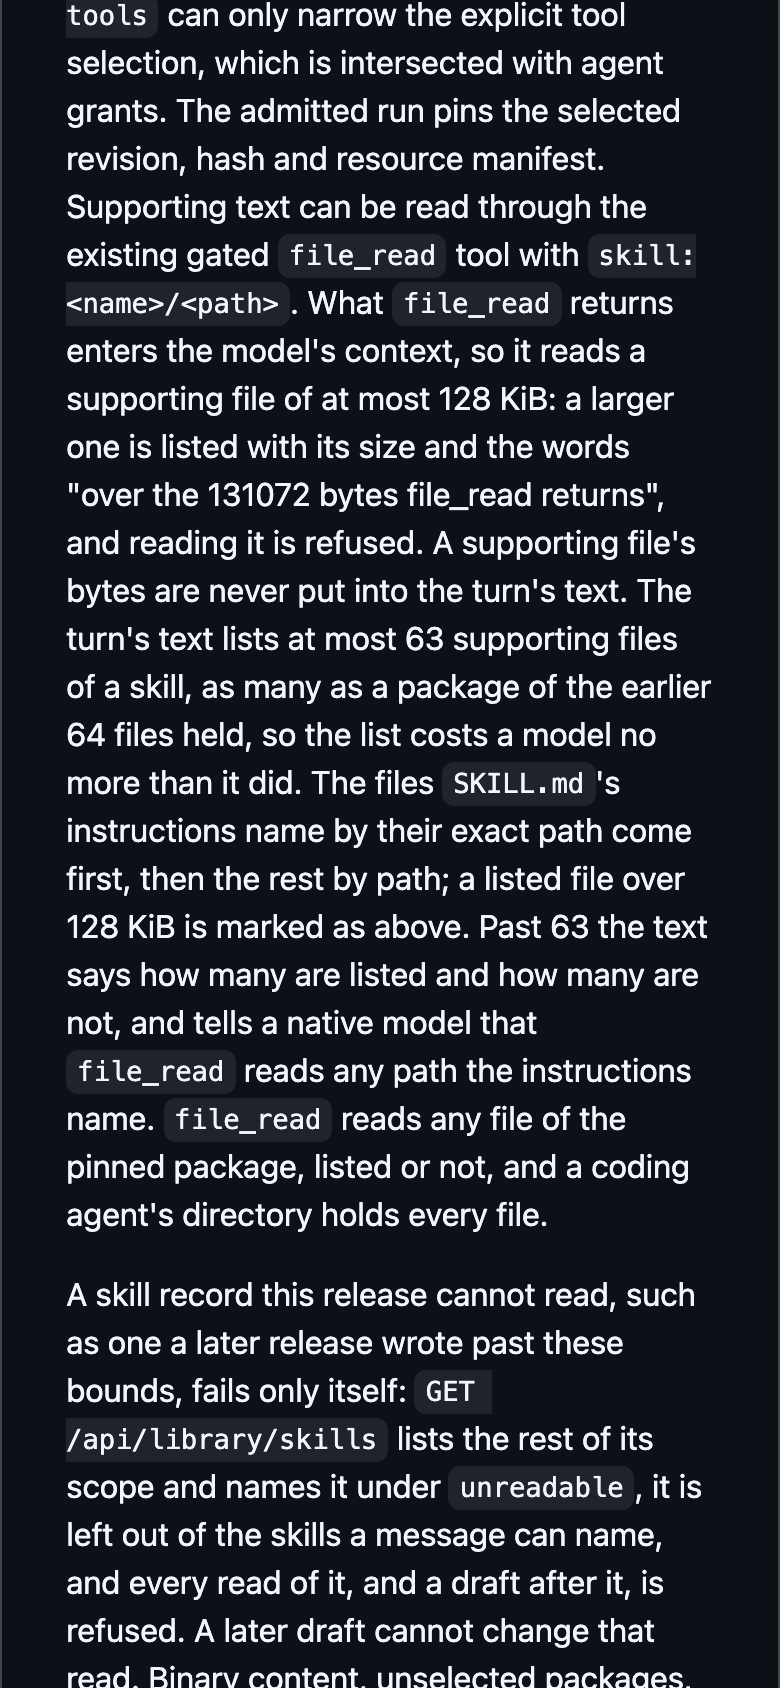 tools can only narrow the explicit tool
selection, which is intersected with agent
grants. The admitted run pins the selected
revision, hash and resource manifest.
Supporting text can be read through the
existing gated file_read tool with skill:
<name>/<path>. What file_read returns
enters the model's context, so it reads a
supporting file of at most 128 KiB: a larger
one is listed with its size and the words
"over the 131072 bytes file_read returns",
and reading it is refused. A supporting file's
bytes are never put into the turn's text. The
turn's text lists at most 63 supporting files
of a skill, as many as a package of the earlier
64 files held, so the list costs a model no
more than it did. The files SKILL.md's
instructions name by their exact path come
first, then the rest by path; a listed file over
128 KiB is marked as above. Past 63 the text
says how many are listed and how many are
not, and tells a native model that
file_read reads any path the instructions
name. file_read reads any file of the
pinned package, listed or not, and a coding
agent's directory holds every file.
A skill record this release cannot read, such
as one a later release wrote past these
bounds, fails only itself: GET
/api/library/skills lists the rest of its
scope and names it under unreadable, it is
left out of the skills a message can name,
and every read of it, and a draft after it, is
refused. A later draft cannot change that
read. Binary content, unselected packages,